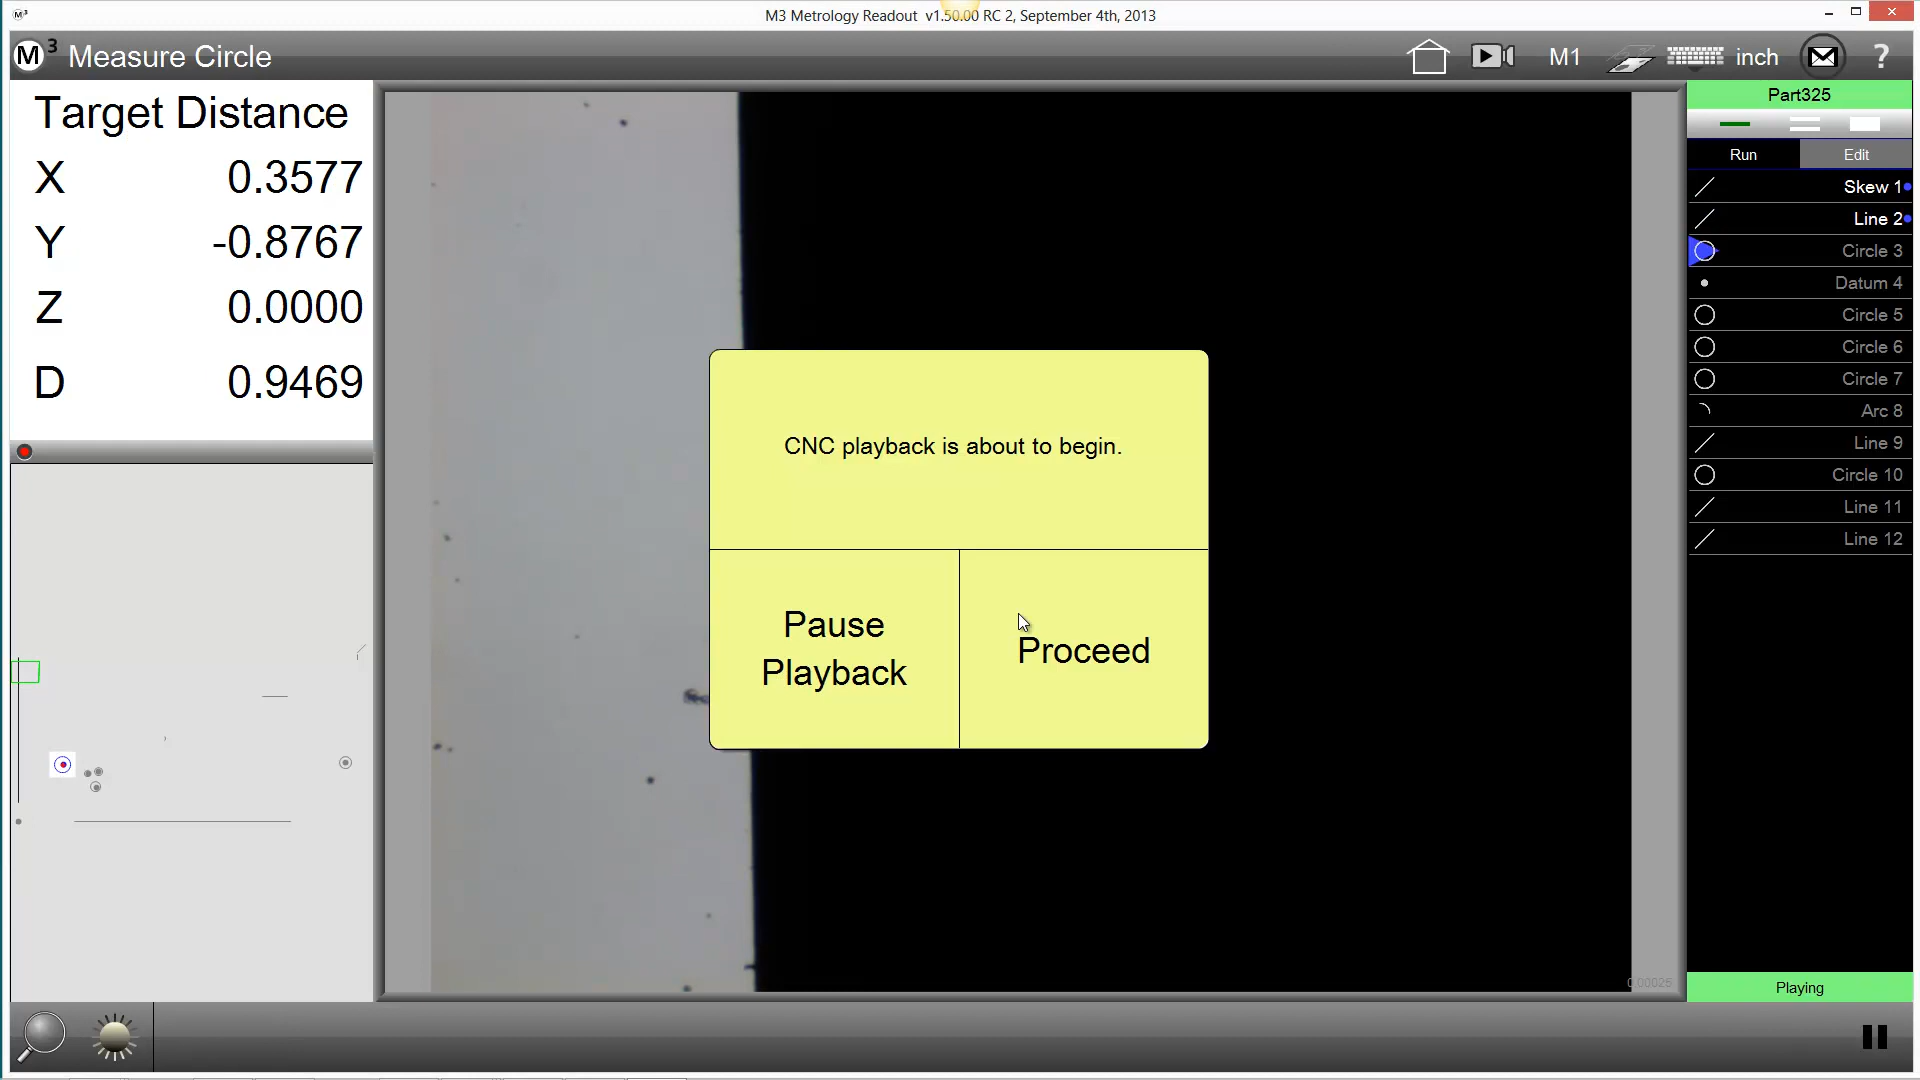 M3 M3 Metrology Readout v1.50.00 RC 2, September 4th, 2013
M3 Measure Circle
M1
inch
?
Target Distance
X 0.3577
Y -0.8767
Z 0.0000
D 0.9469
CNC playback is about to begin.
Pause
Playback
Proceed
0.00025
Part325
Run Edit
Skew 1
Line 2
Circle 3
Datum 4
Circle 5
Circle 6
Circle 7
Arc 8
Line 9
Circle 10
Line 11
Line 12
Playing